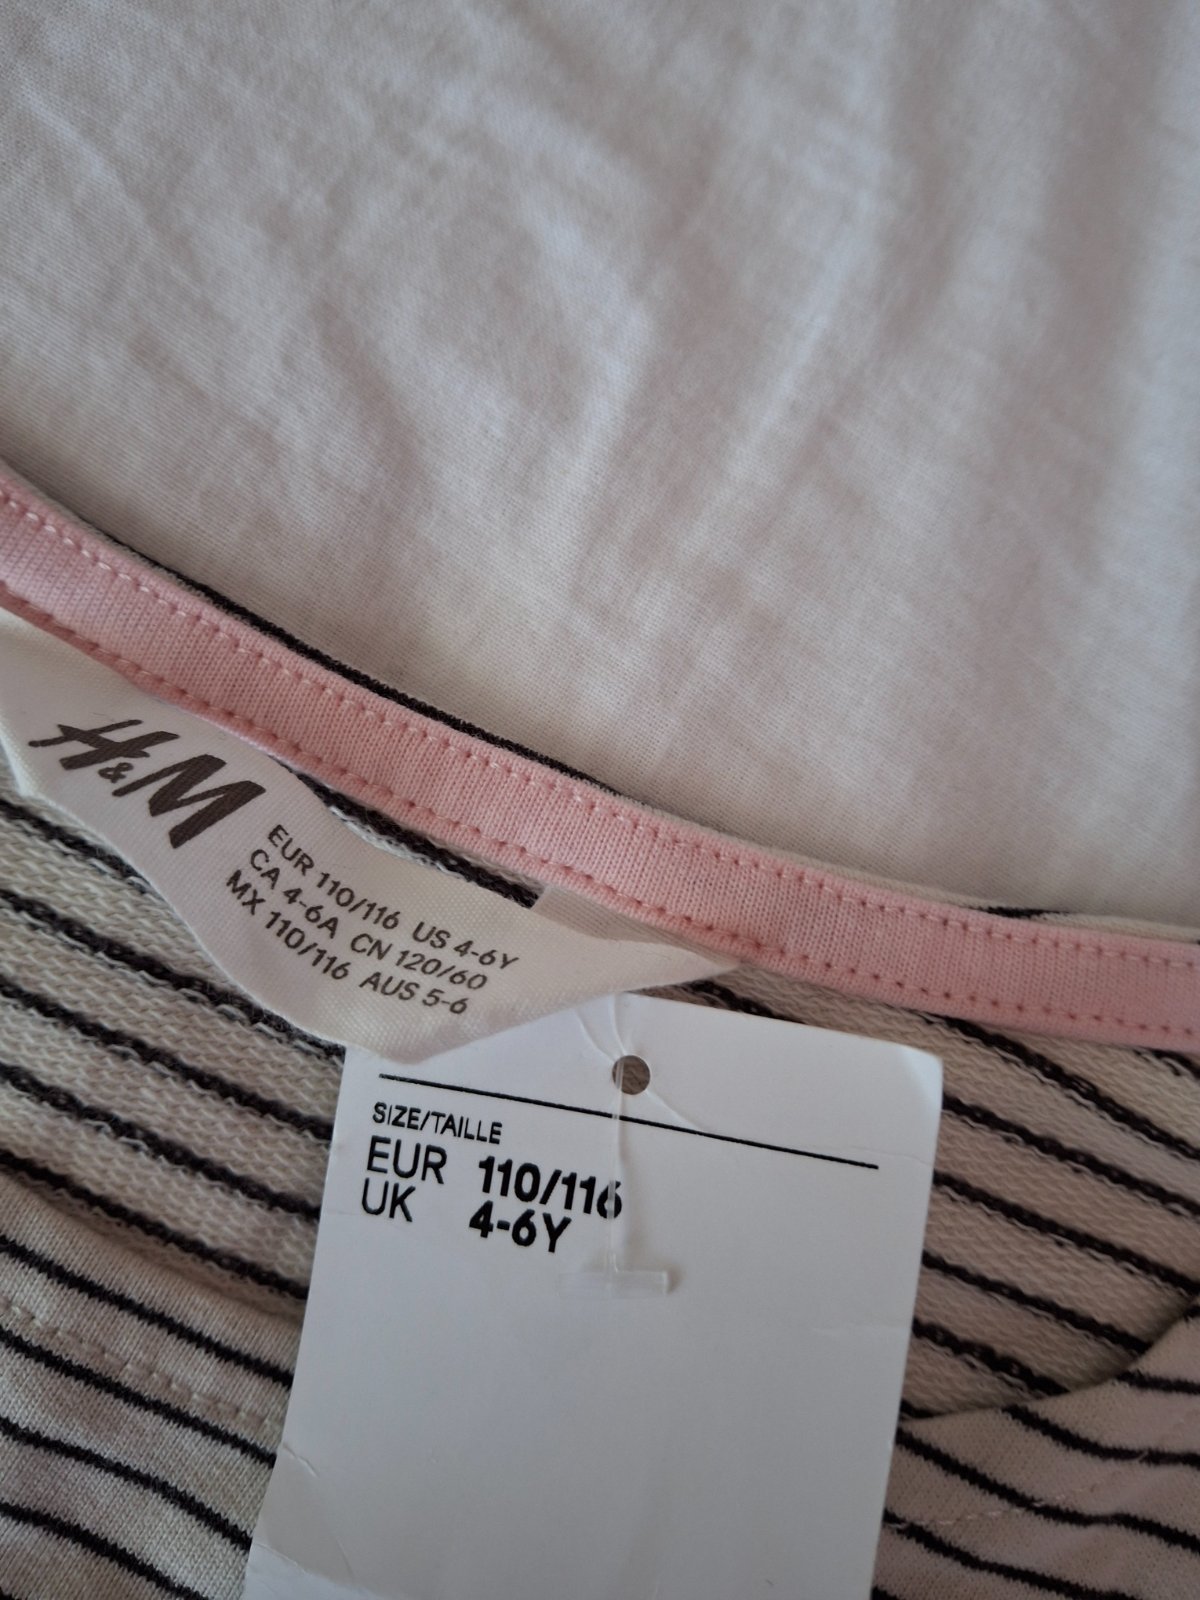 H&M
EUR 110/116 US 4-6Y
CA 4-6A CN 120/60
MX 110/116 AUS 5-6
SIZE/TAILLE
EUR 110/116
UK 4-6Y